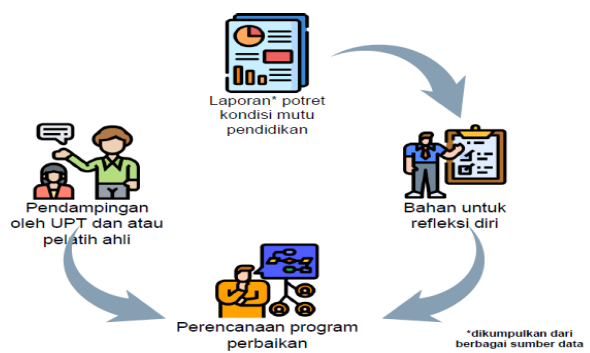 Laporan* potret
kondisi mutu
pendidikan
Pendampingan
oleh UPT dan atau
pelatih ahli
Bahan untuk
refleksi diri
Perencanaan program
perbaikan
*dikumpulkan dari
berbagai sumber data